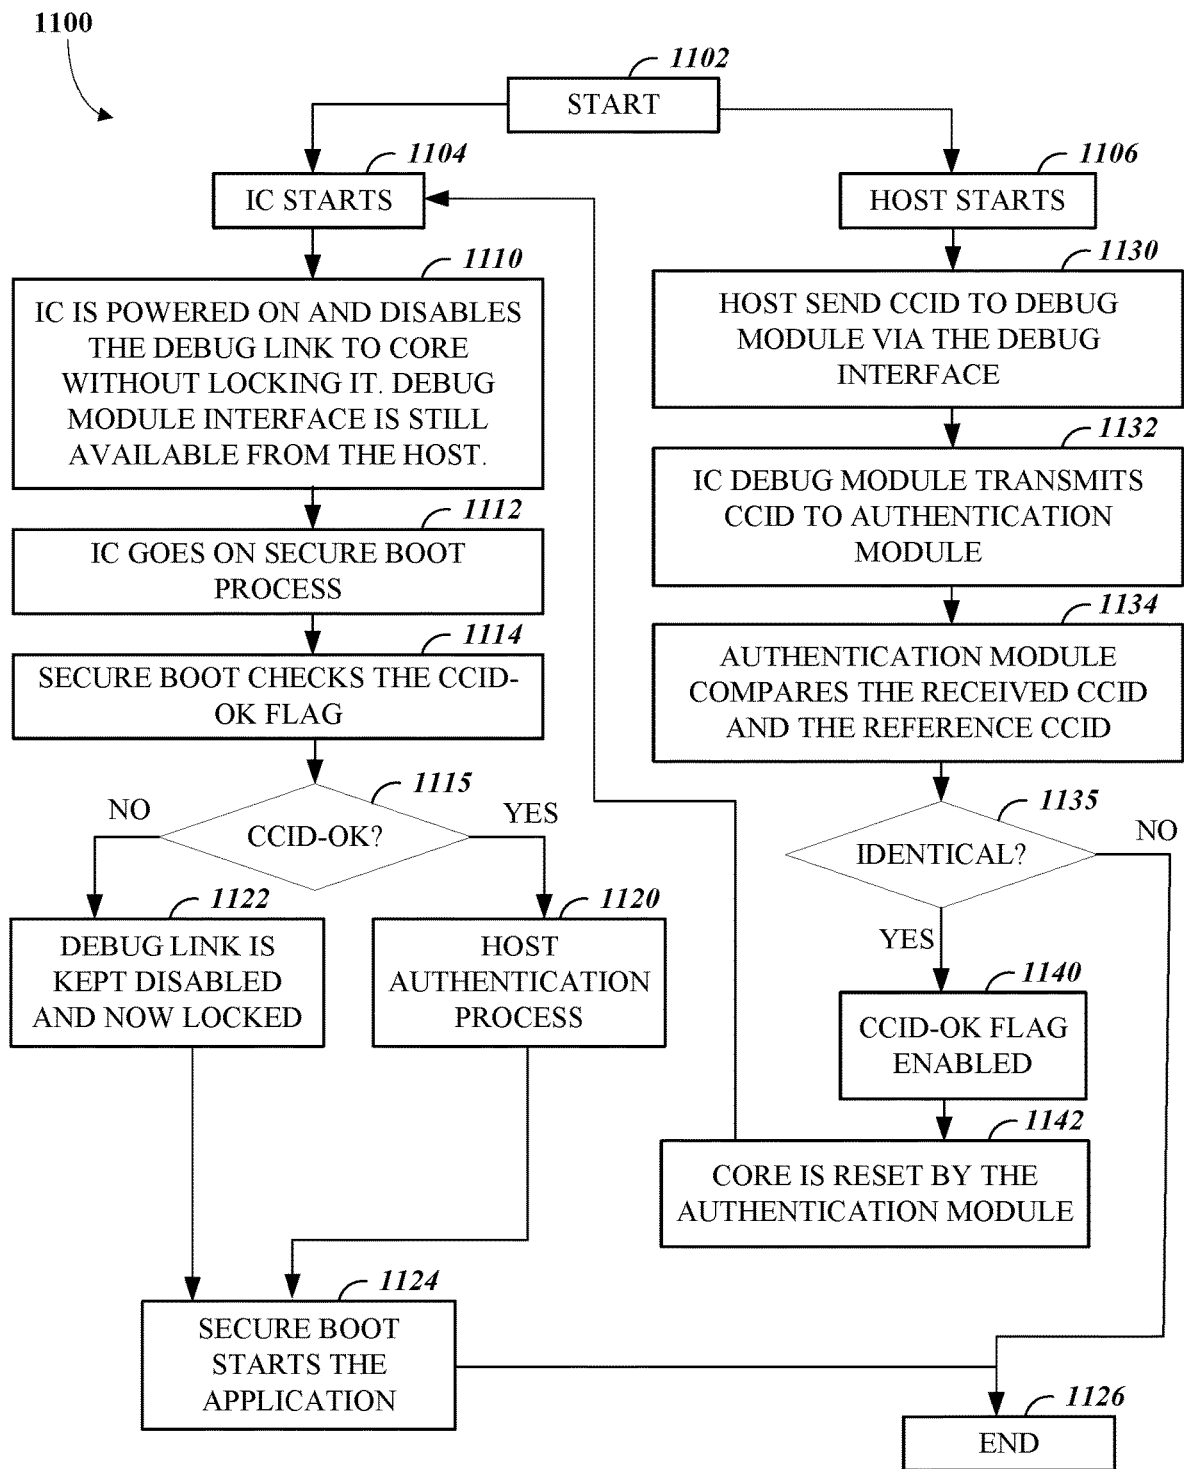 1100
1102
START
1104
IC STARTS
1106
HOST STARTS
1110
IC IS POWERED ON AND DISABLES
THE DEBUG LINK TO CORE
WITHOUT LOCKING IT. DEBUG
MODULE INTERFACE IS STILL
AVAILABLE FROM THE HOST.
1112
IC GOES ON SECURE BOOT
PROCESS
1114
SECURE BOOT CHECKS THE CCID-
OK FLAG
1115
CCID-OK?
NO
YES
1122
DEBUG LINK IS
KEPT DISABLED
AND NOW LOCKED
1120
HOST
AUTHENTICATION
PROCESS
1124
SECURE BOOT
STARTS THE
APPLICATION
1130
HOST SEND CCID TO DEBUG
MODULE VIA THE DEBUG
INTERFACE
1132
IC DEBUG MODULE TRANSMITS
CCID TO AUTHENTICATION
MODULE
1134
AUTHENTICATION MODULE
COMPARES THE RECEIVED CCID
AND THE REFERENCE CCID
1135
IDENTICAL?
NO
YES
1140
CCID-OK FLAG
ENABLED
1142
CORE IS RESET BY THE
AUTHENTICATION MODULE
1126
END